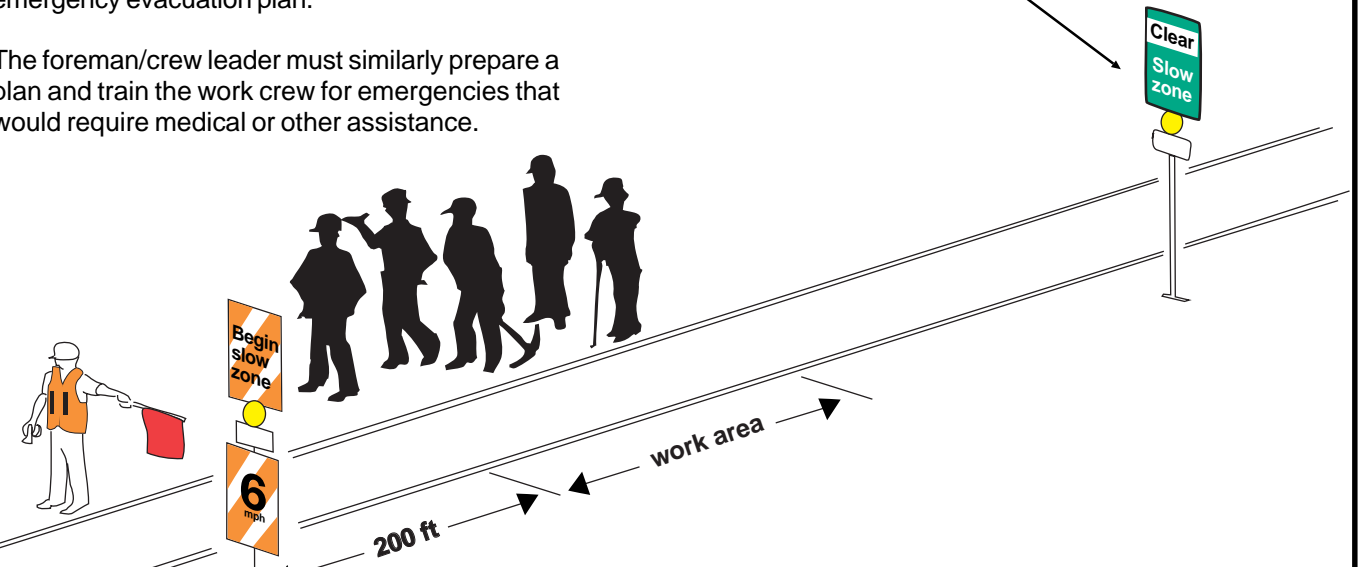 emergency evacuation plan.
The foreman/crew leader must similarly prepare a
plan and train the work crew for emergencies that
would require medical or other assistance.
Clear
Slow
zone
Begin
slow
zone
6
mph
work area
200 ft